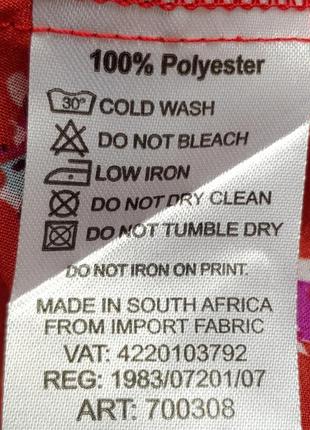 100% Polyester
30° COLD WASH
DO NOT BLEACH
LOW IRON
DO NOT DRY CLEAN
DO NOT TUMBLE DRY
DO NOT IRON ON PRINT.
MADE IN SOUTH AFRICA
FROM IMPORT FABRIC
VAT: 4220103792
REG: 1983/07201/07
ART: 700308